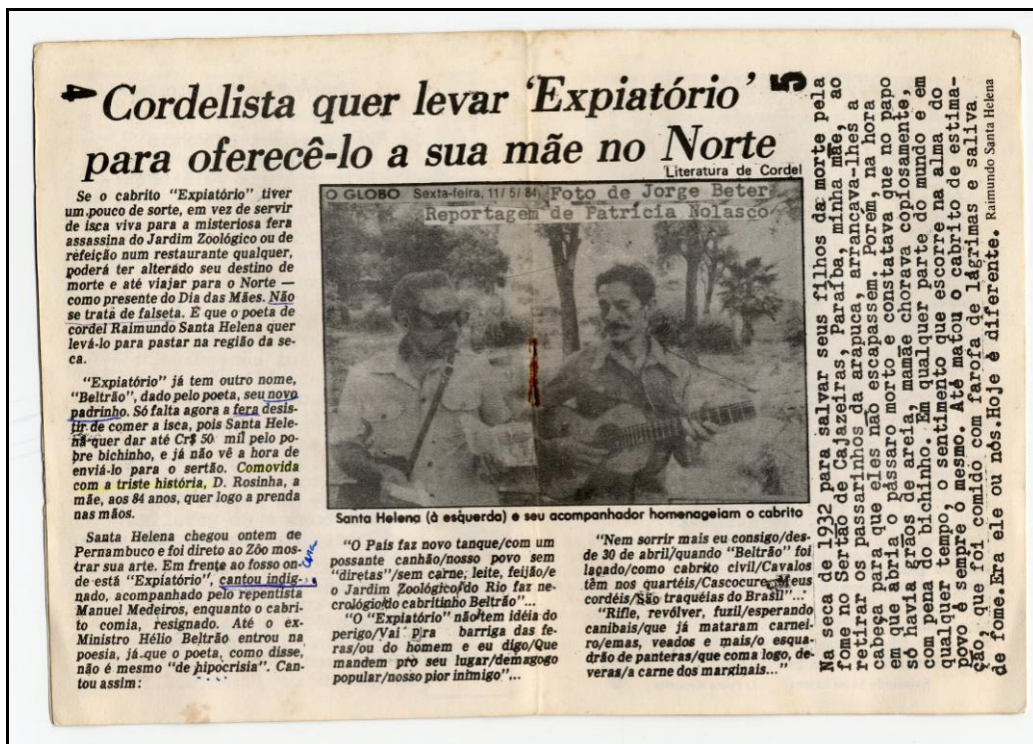 4
Cordelista quer levar 'Expiatório'
para oferecê-lo a sua mãe no Norte
Literatura de Cordel
Se o cabrito "Expiatório" tiver
um pouco de sorte, em vez de servir
de isca viva para a misteriosa fera
assassina do Jardim Zoológico ou de
refeição num restaurante qualquer,
poderá ter alterado seu destino de
morte e até viajar para o Norte —
como presente do Dia das Mães. Não
se trata de falseta. É que o poeta de
cordel Raimundo Santa Helena quer
levá-lo para pastar na região da se-
ca.
"Expiatório" já tem outro nome,
"Beltrão", dado pelo poeta, seu novo
padrinho. Só falta agora a fera desis-
tir de comer a isca, pois Santa Hele-
na quer dar até Cr$ 50 mil pelo po-
bre bichinho, e já não vê a hora de
enviá-lo para o sertão. Comovida
com a triste história, D. Rosinha, a
mãe, aos 84 anos, quer logo a prenda
nas mãos.
Santa Helena chegou ontem de
Pernambuco e foi direto ao Zôo mos-
trar sua arte. Em frente ao fosso on-
de está "Expiatório", cantou indig-
nado, acompanhado pelo repentista
Manuel Medeiros, enquanto o cabri-
to comia, resignado. Até o ex-
Ministro Hélio Beltrão entrou na
poesia, já que o poeta, como disse,
não é mesmo "de hipocrisia". Can-
tou assim:
O GLOBO Sexta-feira, 11/5/84 Foto de Jorge Beter
Reportagem de Patrícia Nolasco
Santa Helena (à esquerda) e seu acompanhador homenageiam o cabrito
"O País faz novo tanque/com um
possante canhão/nosso povo sem
"diretas"/sem carne, leite, feijão/e
o Jardim Zoológico/do Rio faz ne-
crológio/do cabritinho Beltrão"...
"O "Expiatório" não tem idéia do
perigo/Vai pra barriga das fe-
ras/ou do homem e eu digo/Que
mandem pro seu lugar/demagogo
popular/nosso pior inimigo"...
"Nem sorrir mais eu consigo/des-
de 30 de abril/quando "Beltrão" foi
laçado/como cabrito civil/Cavalos
têm nos quartéis/Cascocure Meus
cordéis/São traquéias do Brasil"...
"Rifle, revólver, fuzil/esperando
canibais/que já mataram carnei-
ro/emas, veados e mais/o esqua-
drão de panteras/que coma logo, de-
veras/a carne dos marginais..."
5
Na seca de 1932 para salvar seus filhos da morte pela
fome no Sertão de Cajazeiras, Paraíba, minha mãe, ao
retirar os passarinhos da arapuca, arrancava-lhes a
cabeça para que eles não escapassem. Porém, na hora
em que abria o pássaro morto e constatava que no papo
só havia grãos de areia, mamãe chorava copiosamente,
com pena do bichinho. Em qualquer parte do mundo e em
qualquer tempo, o sentimento que escorre na alma do
povo é sempre o mesmo. Até matou o cabrito de estima-
ção, que foi comido com farofa de lágrimas e saliva
de fome.Era ele ou nós.Hoje é diferente. Raimundo Santa Helena